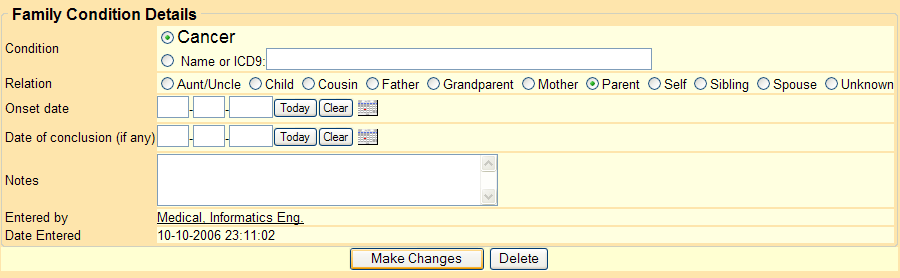 Family Condition Details
Condition
Cancer
Name or ICD9:
Relation Aunt/Uncle Child Cousin Father Grandparent Mother Parent Self Sibling Spouse Unknown
Onset date - - Today Clear
Date of conclusion (if any) - - Today Clear
Notes
Entered by Medical, Informatics Eng.
Date Entered 10-10-2006 23:11:02
Make Changes Delete